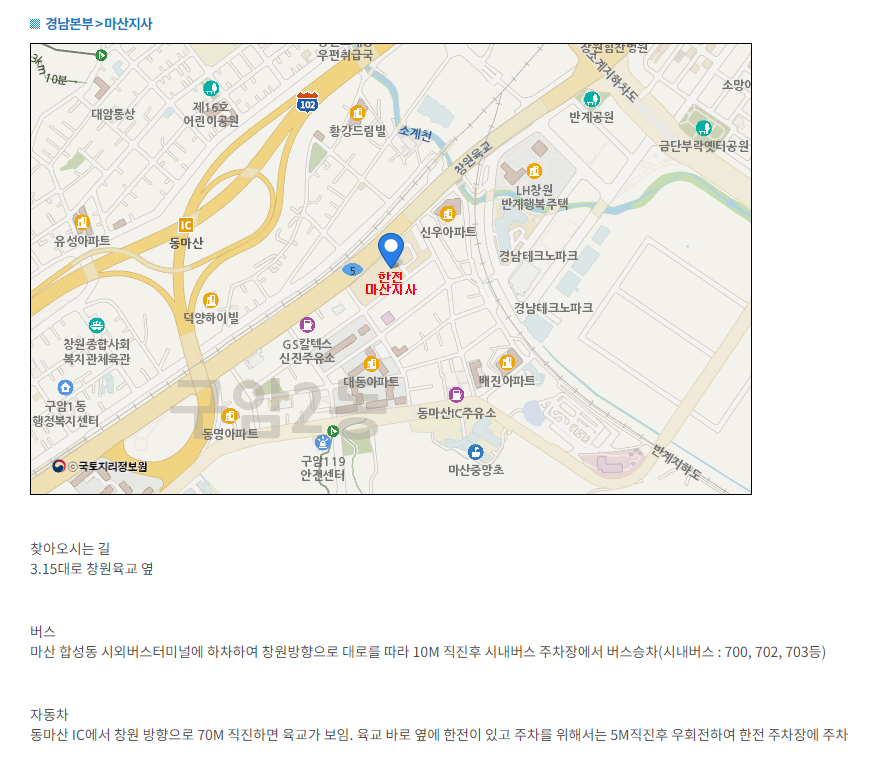 경남본부>마산지사
우편취급국
창원힘찬병원
3km
10분
소계지하차도
소망
대암통상
제16호
어린이공원
102
황강드림빌
소계천
반계공원
금단부락옛터공원
창원육교
LH창원
반계행복주택
IC
동마산
유성아파트
신우아파트
경남테크노파크
5
한전
마산지사
경남테크노파크
덕양하이빌
창원종합사회
복지관체육관
GS칼텍스
신진주유소
대동아파트
배진아파트
구암1동
행정복지센터
구암2동
동마산IC주유소
동명아파트
구암119
안전센터
마산중앙초
반계지하도
ⓒ국토지리정보원
찾아오시는 길
3.15대로 창원육교 옆
버스
마산 합성동 시외버스터미널에 하차하여 창원방향으로 대로를 따라 10M 직진후 시내버스 주차장에서 버스승차(시내버스 : 700, 702, 703등)
자동차
동마산 IC에서 창원 방향으로 70M 직진하면 육교가 보임. 육교 바로 옆에 한전이 있고 주차를 위해서는 5M직진후 우회전하여 한전 주차장에 주차